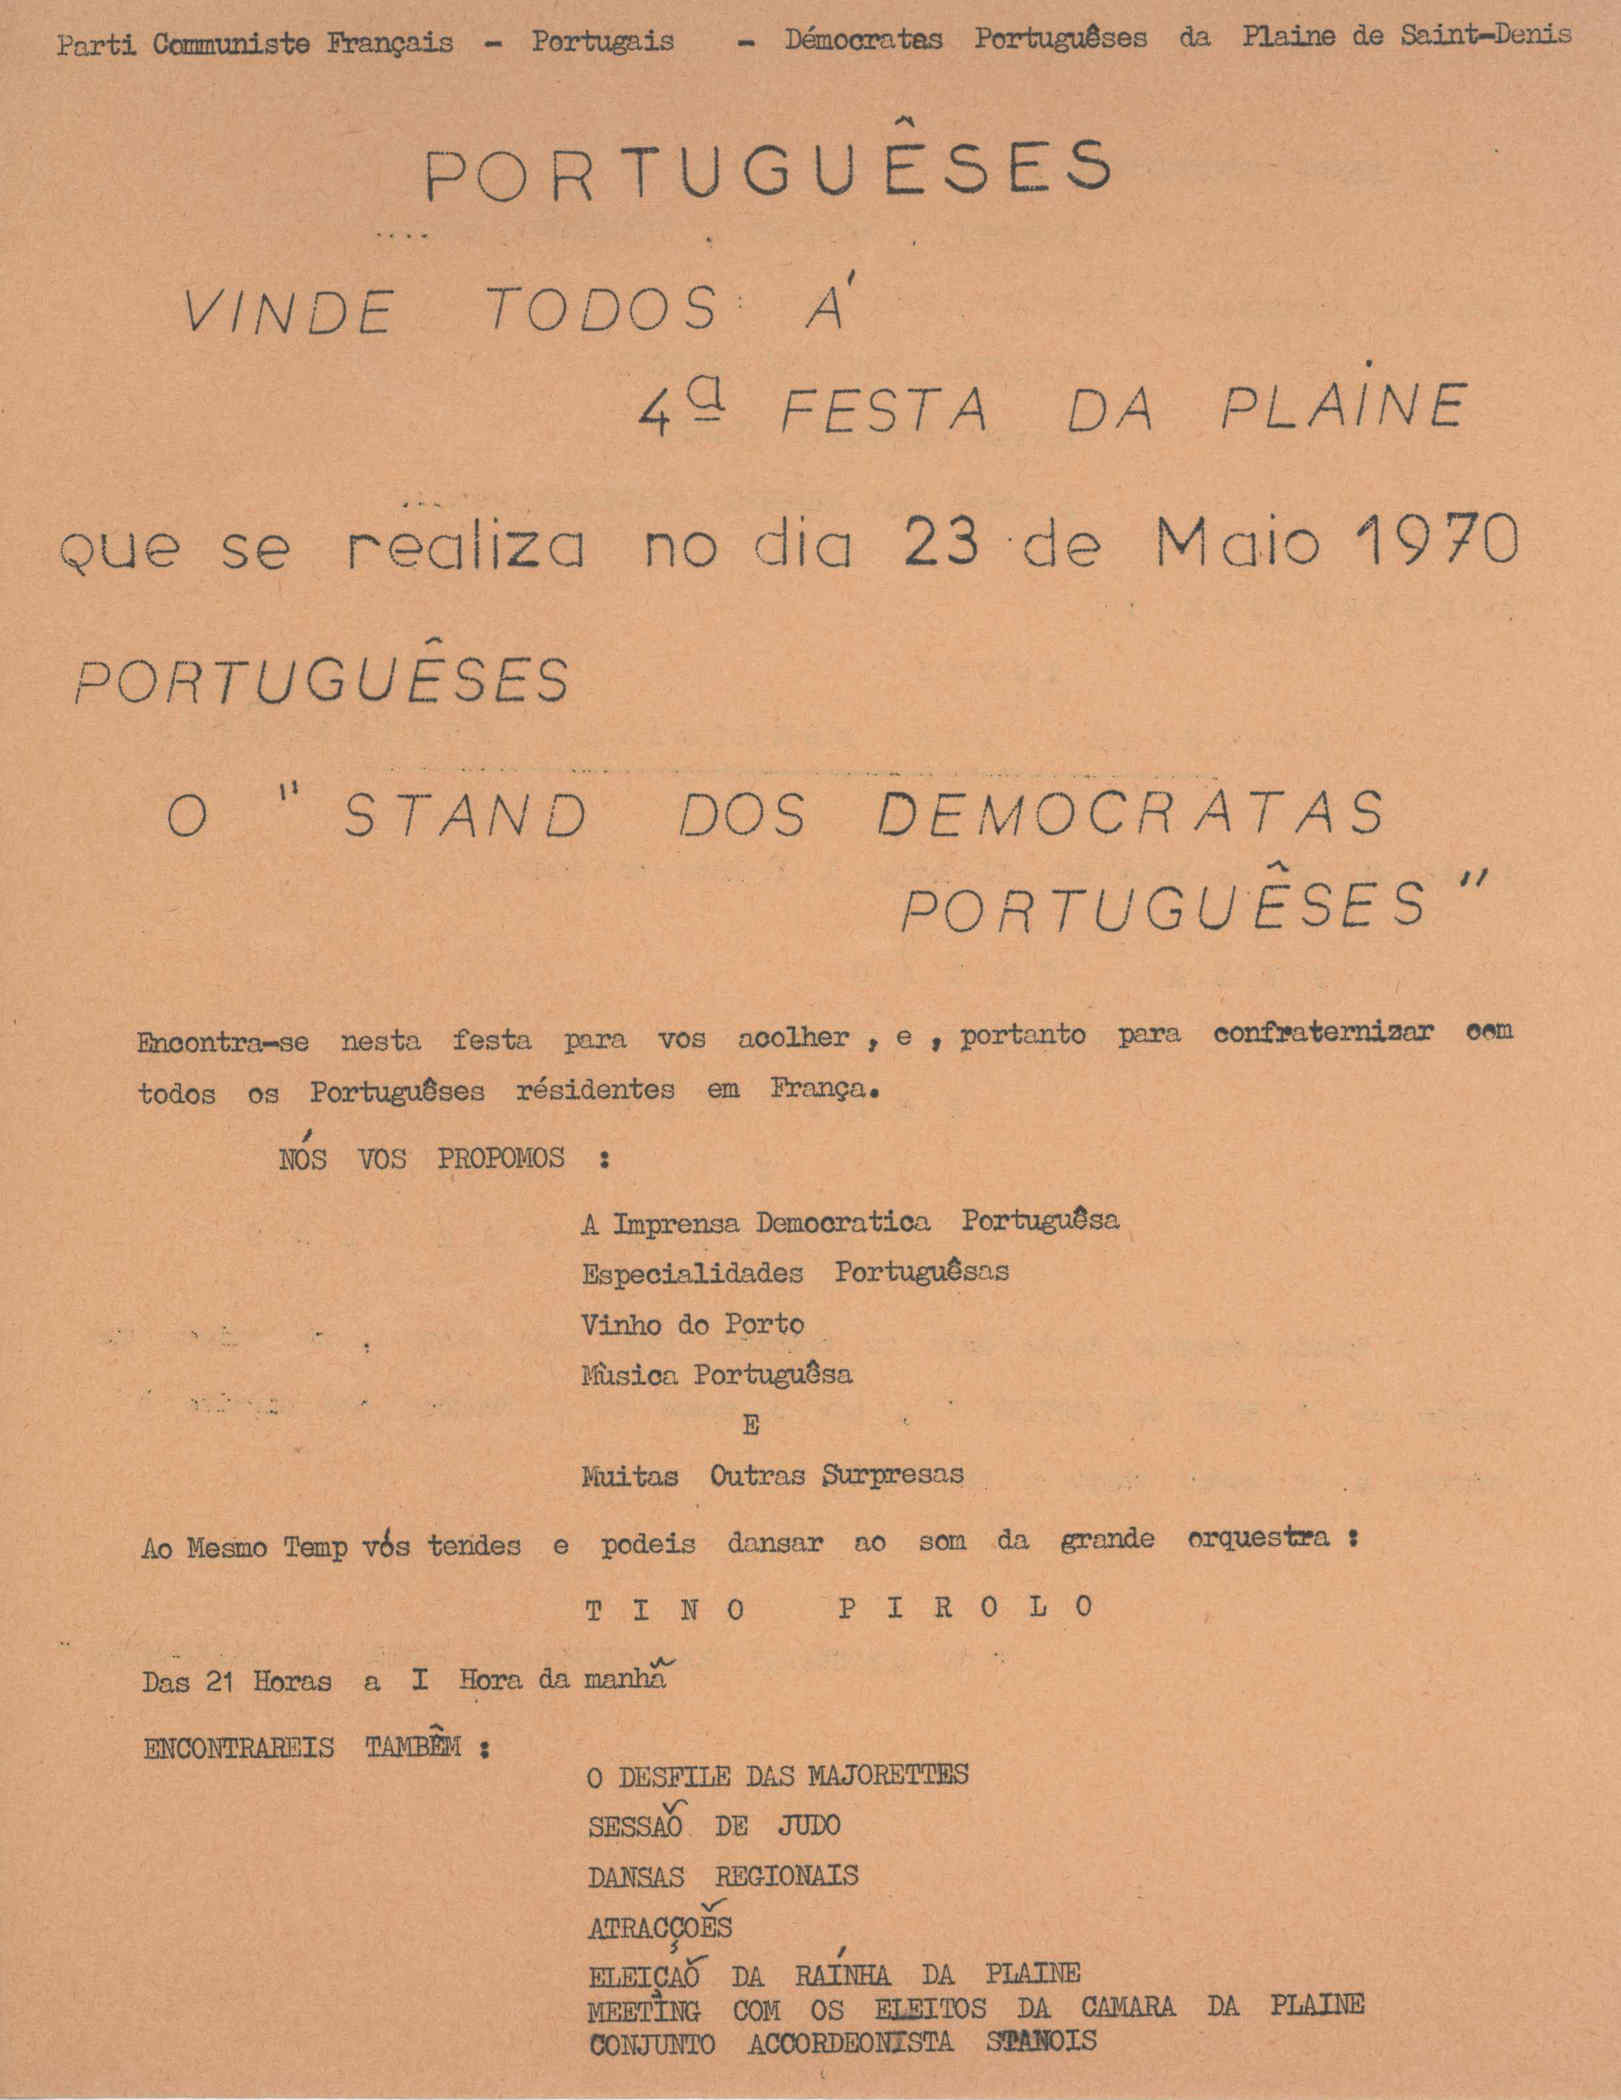 Parti Communiste Français - Portugais - Démocratas Portuguêses da Plaine de Saint-Denis
PORTUGUÊSES
VINDE TODOS Á
4ª FESTA DA PLAINE
que se realiza no dia 23 de Maio 1970
PORTUGUÊSES
O " STAND DOS DEMOCRATAS
PORTUGUÊSES "
Encontra-se nesta festa para vos acolher , e , portanto para confraternizar com
todos os Portuguêses résidentes em França.
NÓS VOS PROPOMOS :
A Imprensa Democratica Portuguêsa
Especialidades Portuguêsas
Vinho do Porto
Mùsica Portuguêsa
E
Muitas Outras Surpresas
Ao Mesmo Temp vós tendes e podeis dansar ao som da grande orquestra :
TINO PIROLO
Das 21 Horas a I Hora da manhã
ENCONTRAREIS TAMBÊM :
O DESFILE DAS MAJORETTES
SESSAÕ DE JUDO
DANSAS REGIONAIS
ATRACÇOẼS
ELEIÇAÕ DA RAÍNHA DA PLAINE
MEETING COM OS ELEITOS DA CAMARA DA PLAINE
CONJUNTO ACCORDEONISTA STANOIS